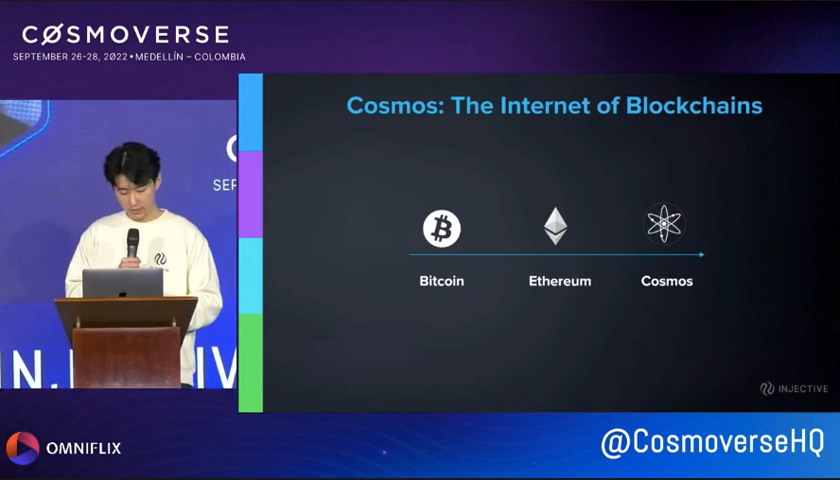 COSMOVERSE
SEPTEMBER 26-28, 2022 • MEDELLÍN – COLOMBIA
Cosmos: The Internet of Blockchains
Bitcoin
Ethereum
Cosmos
INJECTIVE
OMNIFLIX
@CosmoverseHQ